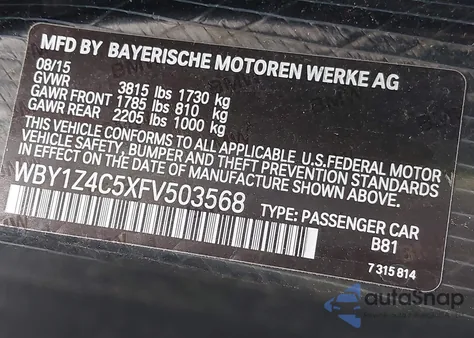 MFD BY BAYERISCHE MOTOREN WERKE AG
08/15
GVWR 3815 lbs 1730 kg
GAWR FRONT 1785 lbs 810 kg
GAWR REAR 2205 lbs 1000 kg
THIS VEHICLE CONFORMS TO ALL APPLICABLE U.S.FEDERAL MOTOR
VEHICLE SAFETY, BUMPER AND THEFT PREVENTION STANDARDS
IN EFFECT ON THE DATE OF MANUFACTURE SHOWN ABOVE.
WBY1Z4C5XFV503568 TYPE: PASSENGER CAR
B81
7 315 814
autoSnap